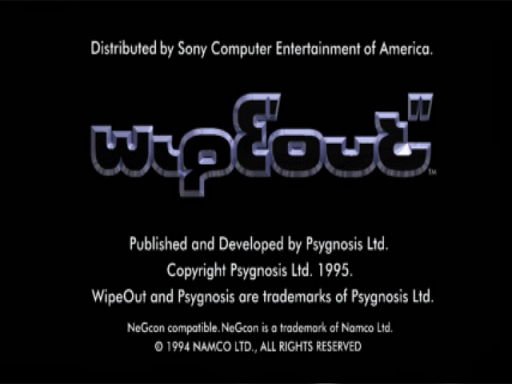 Distributed by Sony Computer Entertainment of America.
wipEout"
TM
Published and Developed by Psygnosis Ltd.
Copyright Psygnosis Ltd. 1995.
WipeOut and Psygnosis are trademarks of Psygnosis Ltd.
NeGcon compatible. NeGcon is a trademark of Namco Ltd.
© 1994 NAMCO LTD., ALL RIGHTS RESERVED